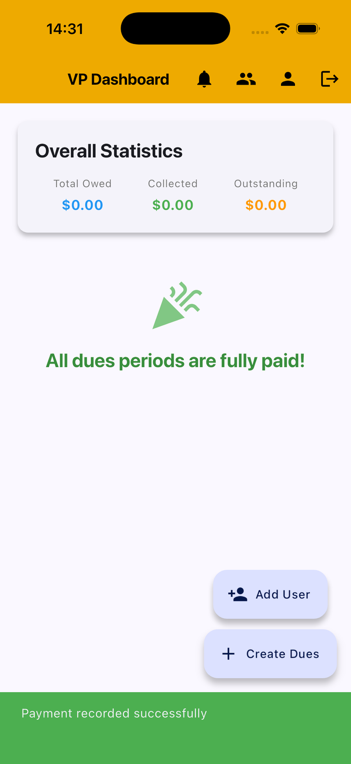 14:31
VP Dashboard
Overall Statistics
Total Owed Collected Outstanding
$0.00 $0.00 $0.00
All dues periods are fully paid!
Add User
Create Dues
Payment recorded successfully